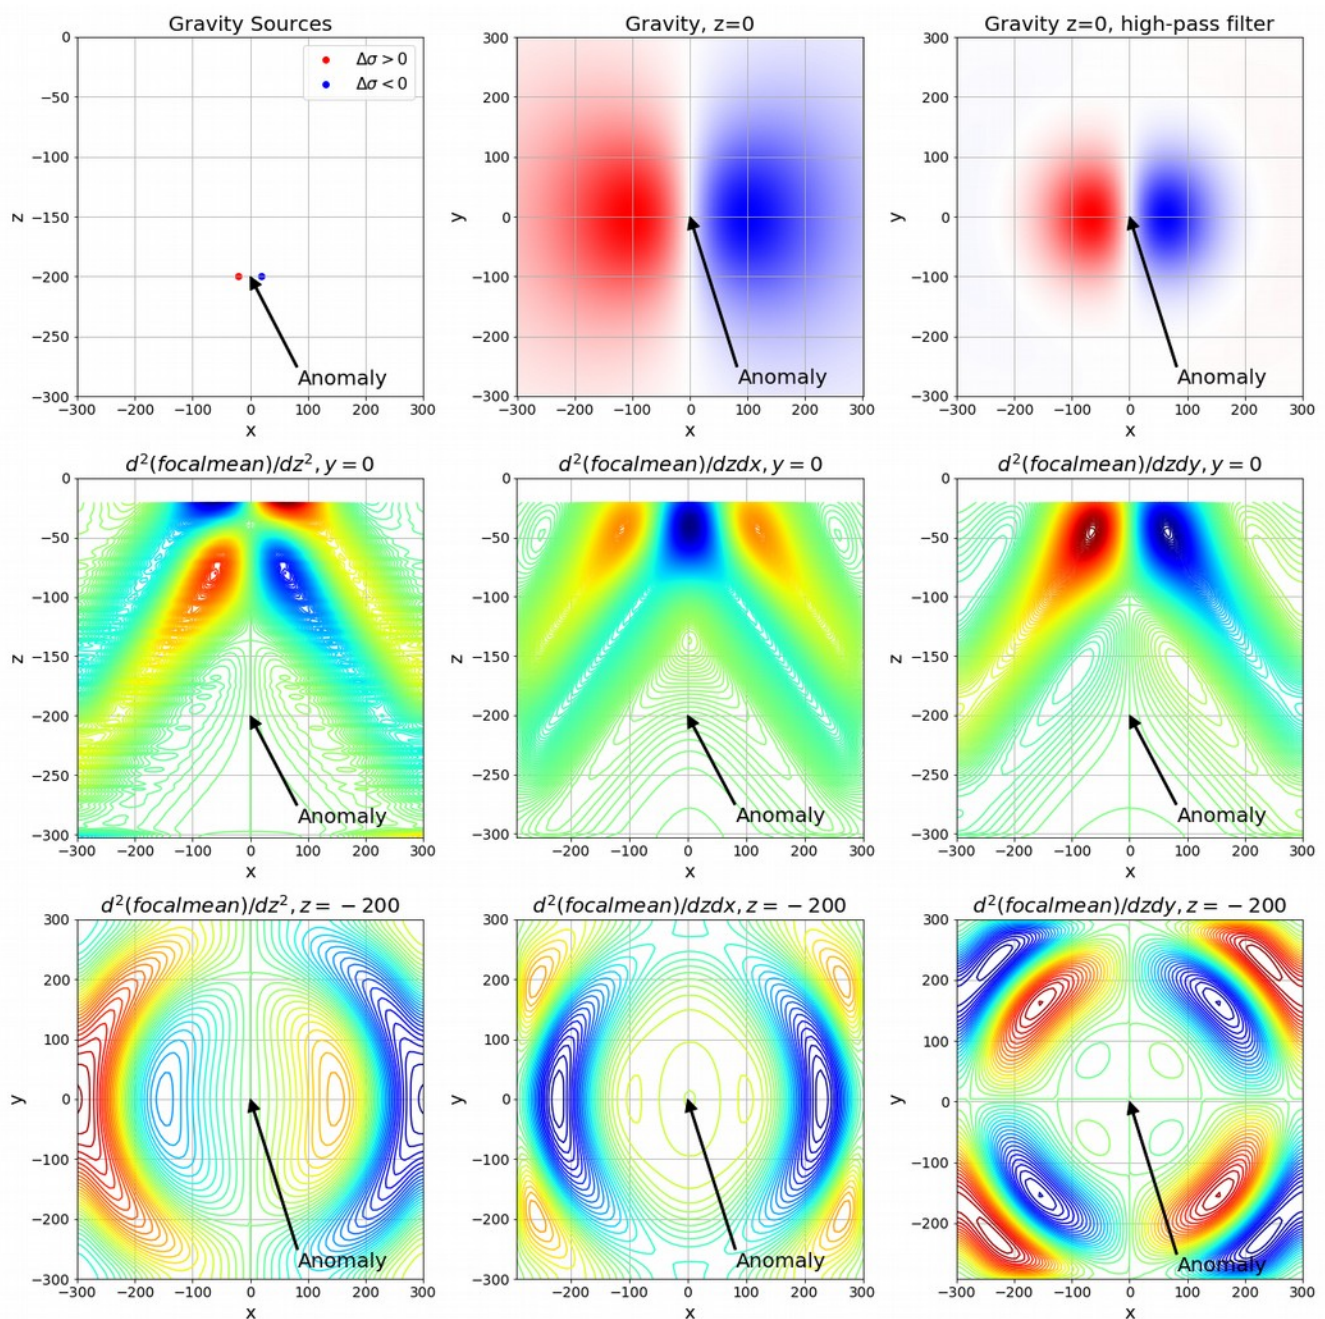 Gravity Sources
0
−50
−100
−150
−200
−250
−300
z
Δσ > 0
Δσ < 0
Anomaly
−300 −200 −100 0 100 200 300
x
Gravity, z=0
300
200
100
0
−100
−200
−300
y
Anomaly
−300 −200 −100 0 100 200 300
x
Gravity z=0, high-pass filter
300
200
100
0
−100
−200
−300
y
Anomaly
−300 −200 −100 0 100 200 300
x
d²(focalmean)/dz², y = 0
0
−50
−100
−150
−200
−250
−300
z
Anomaly
−300 −200 −100 0 100 200 300
x
d²(focalmean)/dzdx, y = 0
0
−50
−100
−150
−200
−250
−300
z
Anomaly
−200 −100 0 100 200 300
x
d²(focalmean)/dzdy, y = 0
0
−50
−100
−150
−200
−250
−300
z
Anomaly
−300 −200 −100 0 100 200 300
x
d²(focalmean)/dz², z = −200
300
200
100
0
−100
−200
−300
y
Anomaly
−300 −200 −100 0 100 200 300
x
d²(focalmean)/dzdx, z = −200
300
200
100
0
−100
−200
−300
y
Anomaly
−200 −100 0 100 200 300
x
d²(focalmean)/dzdy, z = −200
300
200
100
0
−100
−200
y
Anomaly
−300 −200 −100 0 100 200 300
x